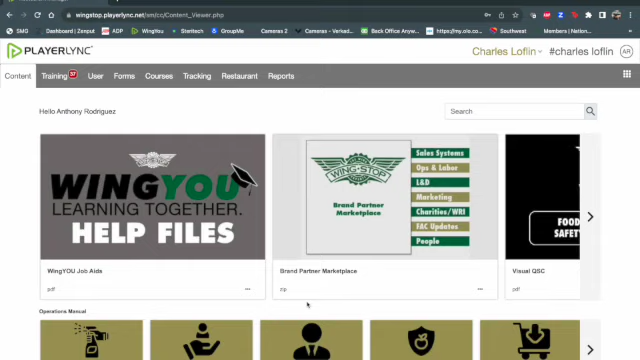 wingstop.playerlync.net/xm/cc/Content_Viewer.php
SMG Dashboard | Zenput ADP WingYou Steritech GroupMe Cameras 2 Cameras - Verkad... Back Office Anyw... https://my.olo.co... Southwest Members | Nation...
PLAYERLYNC
Charles Loflin #charles loflin AR
Content Training 57 User Forms Courses Tracking Restaurant Reports
Hello Anthony Rodriguez
Search
WINGYOU
LEARNING TOGETHER.
HELP FILES
WING·STOP
Brand Partner
Marketplace
Sales Systems
Ops & Labor
L&D
Marketing
Charities/WRI
F&C Updates
People
FOOD
SAFETY
WingYOU Job Aids
pdf
Brand Partner Marketplace
zip
Visual QSC
pdf
Operations Manual